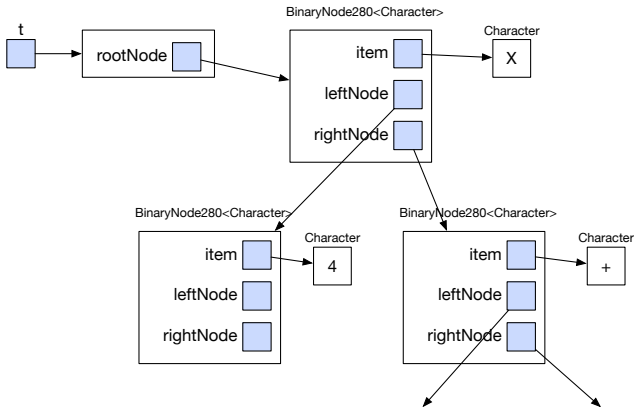 BinaryNode280<Character>
t
Character
rootNode
item
X
leftNode
rightNode
BinaryNode280<Character>
BinaryNode280<Character>
Character
Character
item
4
item
+
leftNode
leftNode
rightNode
rightNode